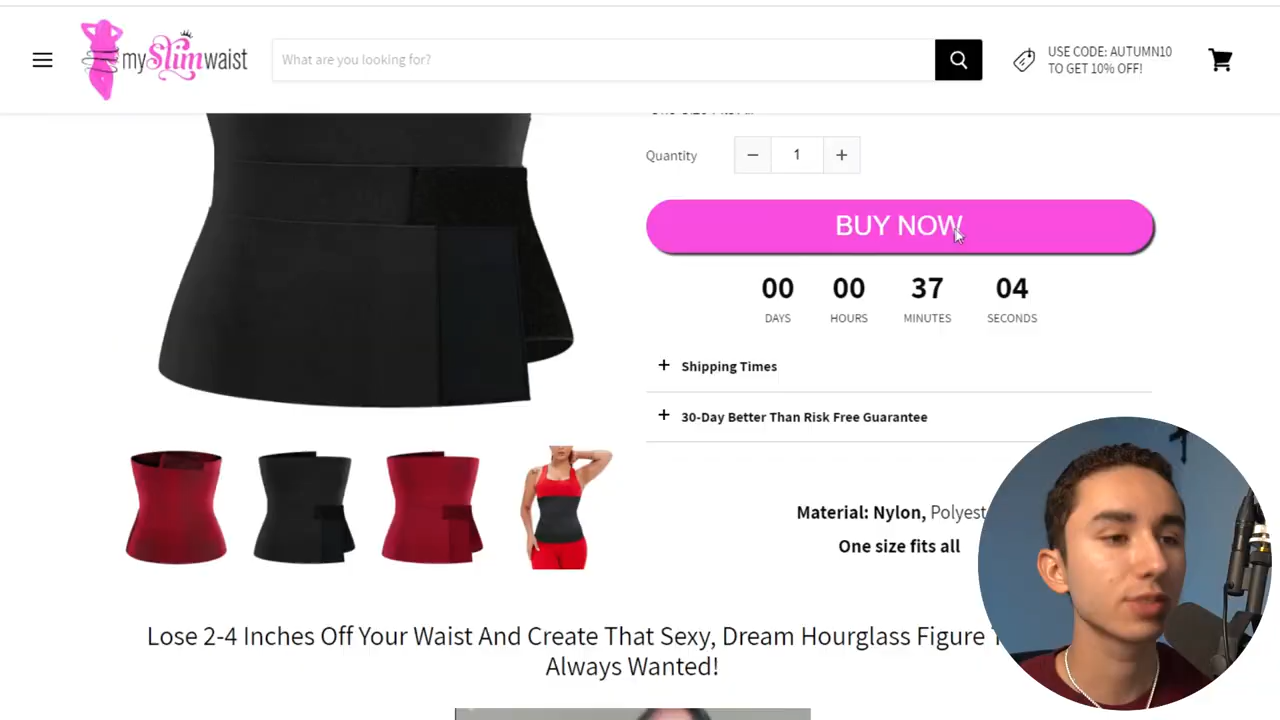 mySlimwaist
What are you looking for?
USE CODE: AUTUMN10
TO GET 10% OFF!
Quantity
− 1 +
BUY NOW
00 00 37 04
DAYS HOURS MINUTES SECONDS
+ Shipping Times
+ 30-Day Better Than Risk Free Guarantee
Material: Nylon, Polyest
One size fits all
Lose 2-4 Inches Off Your Waist And Create That Sexy, Dream Hourglass Figure
Always Wanted!